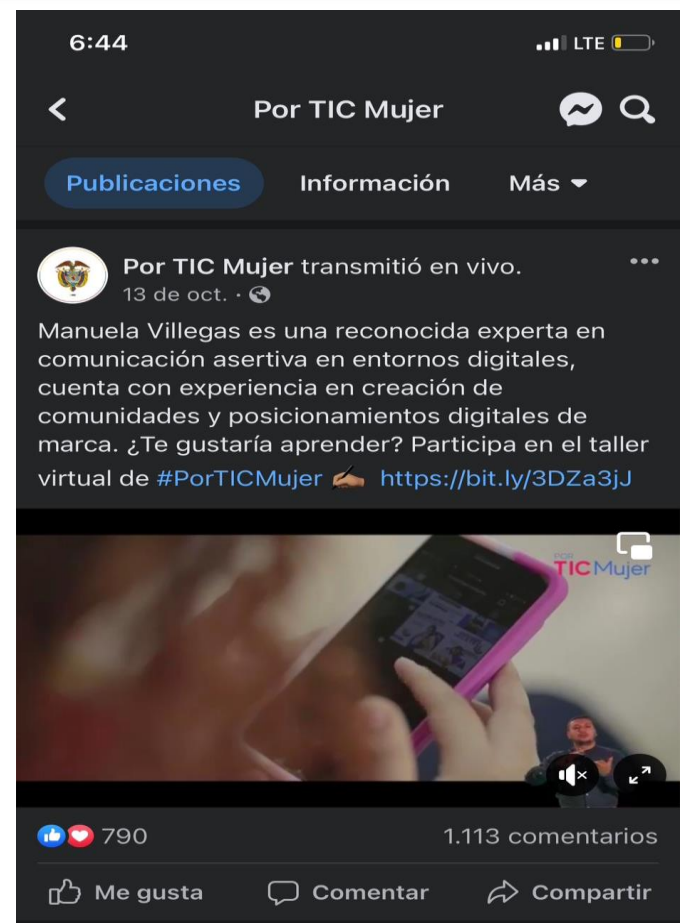 6:44 LTE
Por TIC Mujer
Publicaciones Información Más
Por TIC Mujer transmitió en vivo.
13 de oct. ·
Manuela Villegas es una reconocida experta en
comunicación asertiva en entornos digitales,
cuenta con experiencia en creación de
comunidades y posicionamientos digitales de
marca. ¿Te gustaría aprender? Participa en el taller
virtual de #PorTICMujer ✍🏽 https://bit.ly/3DZa3jJ
POR
TICMujer
790 1.113 comentarios
Me gusta Comentar Compartir